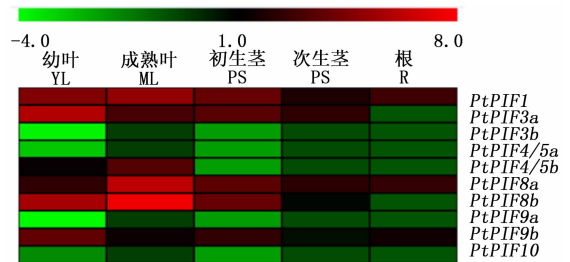 -4.0 1.0 8.0
幼叶 成熟叶 初生茎 次生茎 根
YL ML PS PS R
PtPIF1
PtPIF3a
PtPIF3b
PtPIF4/5a
PtPIF4/5b
PtPIF8a
PtPIF8b
PtPIF9a
PtPIF9b
PtPIF10